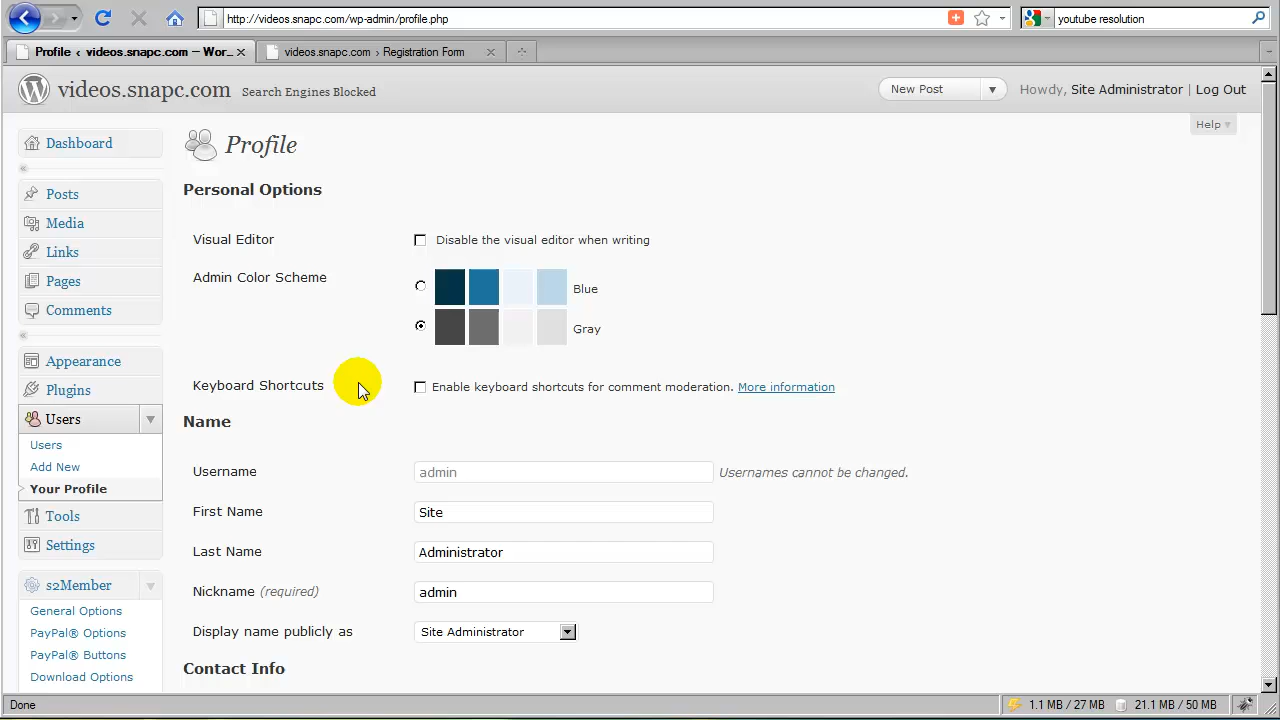 http://videos.snapc.com/wp-admin/profile.php
youtube resolution
Profile ‹ videos.snapc.com — Wor...
videos.snapc.com › Registration Form
videos.snapc.com Search Engines Blocked
New Post
Howdy, Site Administrator | Log Out
Help
Dashboard
Posts
Media
Links
Pages
Comments
Appearance
Plugins
Users
Users
Add New
Your Profile
Tools
Settings
s2Member
General Options
PayPal® Options
PayPal® Buttons
Download Options
Profile
Personal Options
Visual Editor
Disable the visual editor when writing
Admin Color Scheme
Blue
Gray
Keyboard Shortcuts
Enable keyboard shortcuts for comment moderation. More information
Name
Username
admin
Usernames cannot be changed.
First Name
Site
Last Name
Administrator
Nickname (required)
admin
Display name publicly as
Site Administrator
Contact Info
Done
1.1 MB / 27 MB
21.1 MB / 50 MB